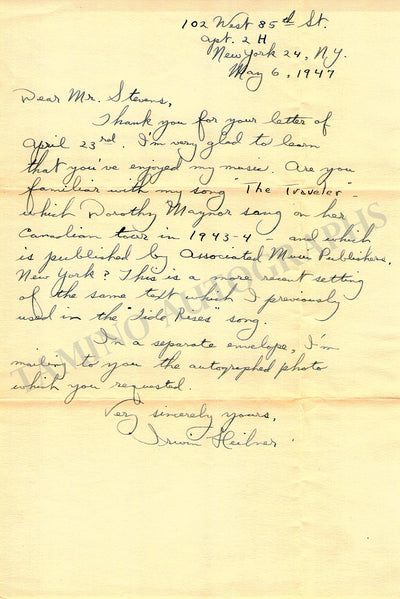 102 West 85th St.
Apt. 2H
New York 24, N.Y.
May 6, 1947
Dear Mr. Stevens,
Thank you for your letter of
April 23rd. I'm very glad to learn
that you've enjoyed my music. Are you
familiar with my song "The Traveler" -
which Dorothy Maynor sang on her
Canadian tour in 1943-4 - and which
is published by Associated Music Publishers,
New York? This is a more recent setting
of the same text which I previously
used in the "Tide Rises" song.
In a separate envelope, I'm
mailing to you the autographed photo
which you requested.
Very sincerely yours,
Irwin Heilner
TAMINO AUTOGRAPHS